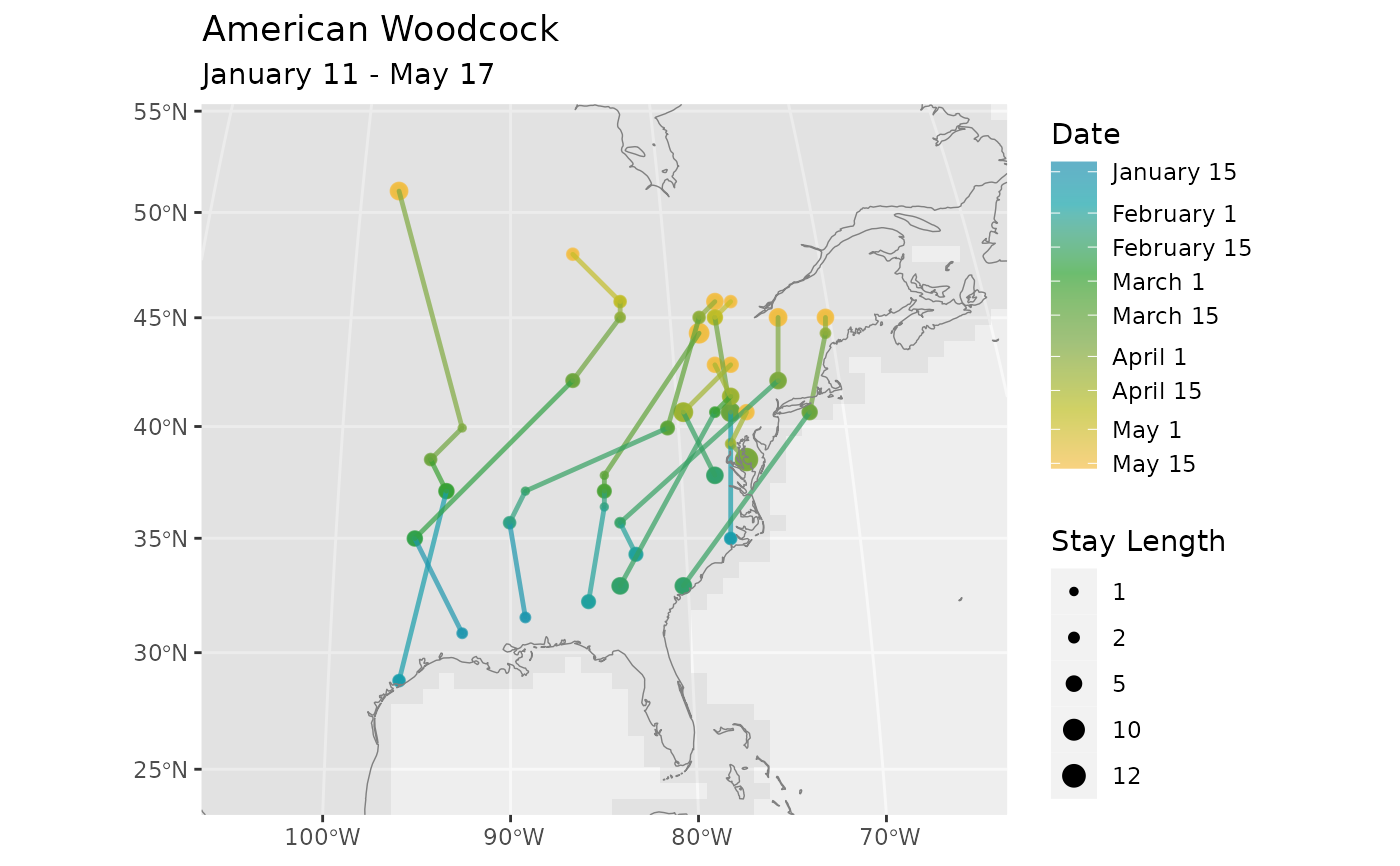 American Woodcock
January 11 - May 17
55°N
50°N
45°N
40°N
35°N
30°N
25°N
100°W
90°W
80°W
70°W
Date
January 15
February 1
February 15
March 1
March 15
April 1
April 15
May 1
May 15
Stay Length
1
2
5
10
12